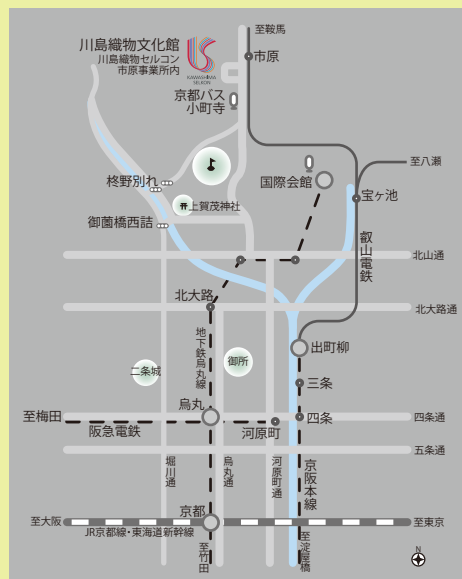 至鞍馬
川島織物文化館
川島織物セルコン
市原事業所内
KAWASHIMA
SELKON
市原
京都バス
小町寺
至八瀬
柊野別れ
国際会館
宝ヶ池
上賀茂神社
御薗橋西詰
叡山電鉄
北山通
北大路
北大路通
地下鉄烏丸線
出町柳
二条城
御所
三条
烏丸
至梅田
四条
四条通
阪急電鉄
河原町
五条通
堀川通
烏丸通
河原町通
京阪本線
京都
至大阪
至東京
JR京都線・東海道新幹線
至竹田
至淀屋橋
N